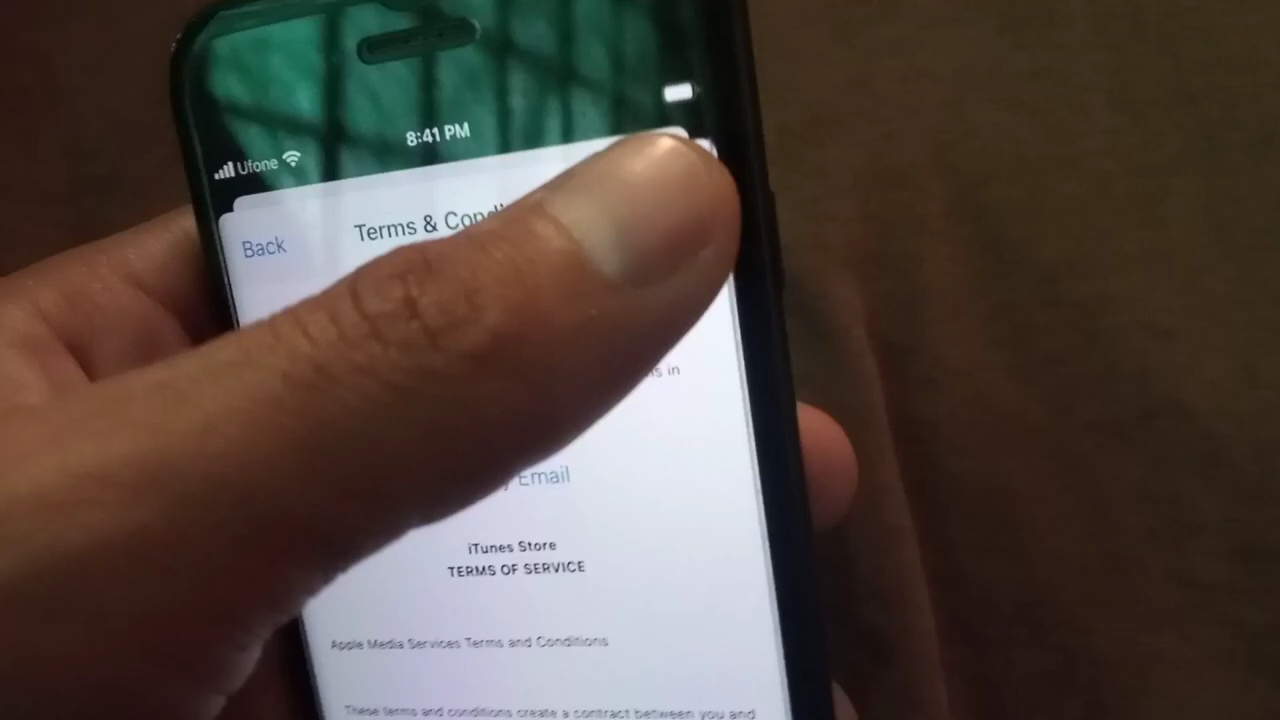 8:41 PM
Ufone
Back
Terms &
in
Email
iTunes Store
TERMS OF SERVICE
Apple Media Services Terms and Conditions
These terms and conditions create a contract between you and